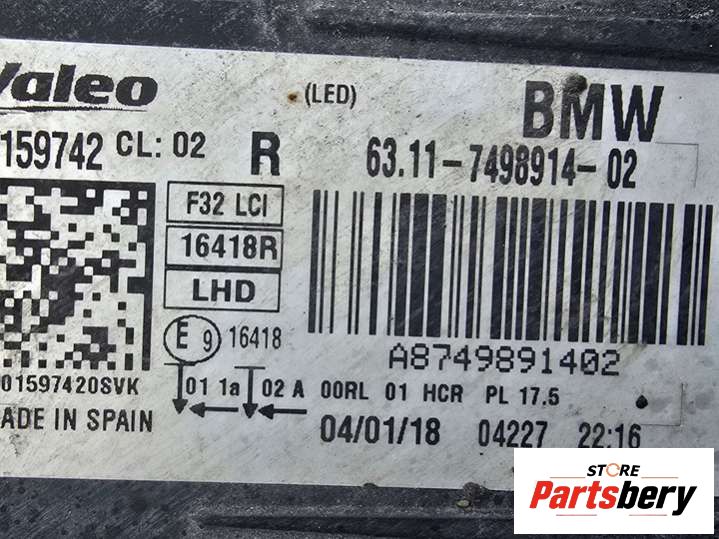 Valeo
(LED)
BMW
159742 CL: 02
R
63.11-7498914-02
F32 LCI
16418R
LHD
E 9 16418
A8749891402
01597420SVK
01 1a 02 A 00RL 01 HCR PL 17.5
ADE IN SPAIN
04/01/18 04227 22:16
STORE
Partsbery